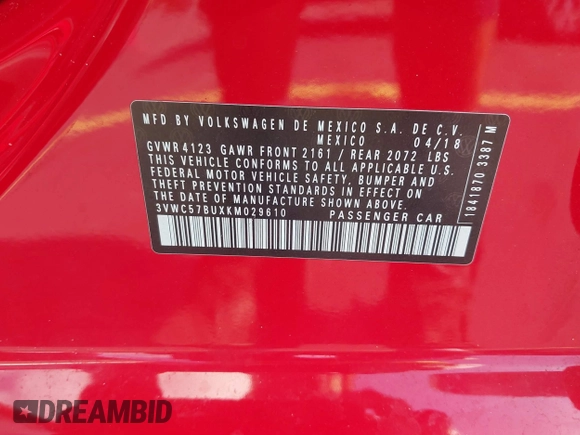 MFD BY VOLKSWAGEN DE MEXICO S.A. DE C.V.
MEXICO 04/18
GVWR 4123 GAWR FRONT 2161 / REAR 2072 LBS
THIS VEHICLE CONFORMS TO ALL APPLICABLE U.S.
FEDERAL MOTOR VEHICLE SAFETY, BUMPER AND
THEFT PREVENTION STANDARDS IN EFFECT ON
THE DATE OF MANUFACTURE SHOWN ABOVE.
3VWC57BUXKM029610 PASSENGER CAR
1841870 3387 M
DREAMBID